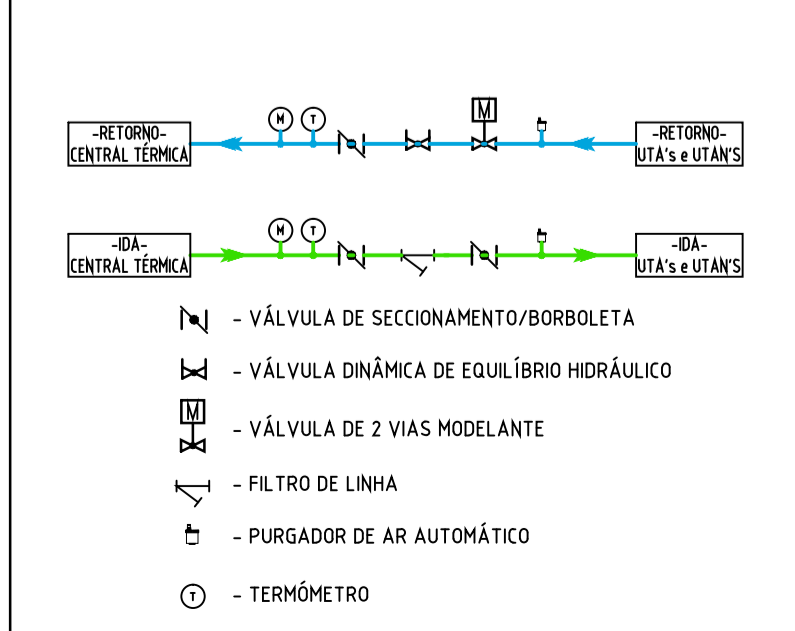 M
M T
-RETORNO-
CENTRAL TÉRMICA
-RETORNO-
UTA's e UTAN'S
M T
-IDA-
CENTRAL TÉRMICA
-IDA-
UTA's e UTAN'S
- VÁLVULA DE SECCIONAMENTO/BORBOLETA
- VÁLVULA DINÂMICA DE EQUILÍBRIO HIDRÁULICO
M
- VÁLVULA DE 2 VIAS MODELANTE
- FILTRO DE LINHA
- PURGADOR DE AR AUTOMÁTICO
T - TERMÓMETRO